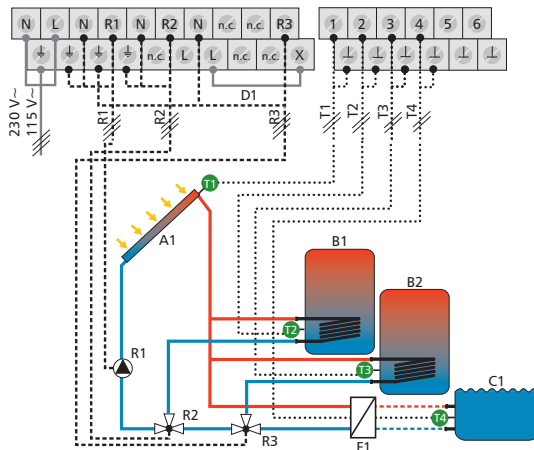 N L N R1 N R2 N n.c. n.c. R3
n.c. L L n.c. n.c. X
1 2 3 4 5 6
D1
230 V~
115 V~
R1
R2
R3
T1
T2
T3
T4
T1
A1
B1
B2
T2
T3
R1
C1
T4
R2
R3
F1